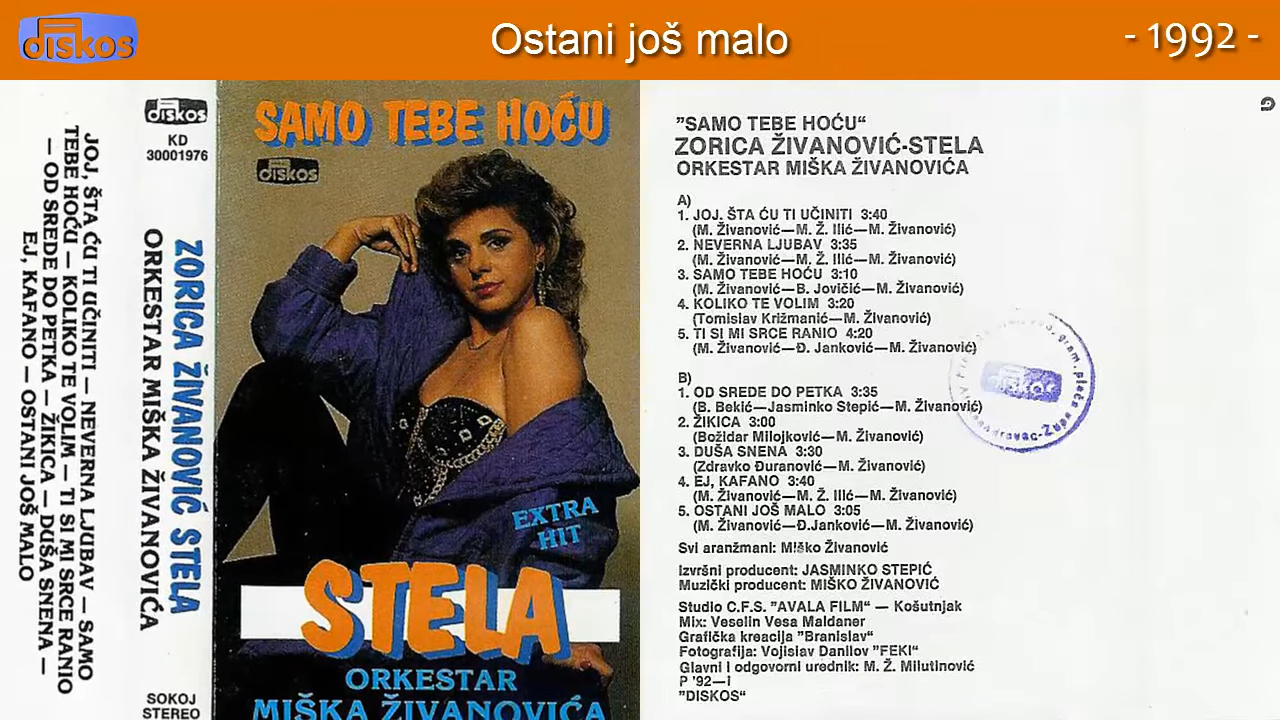 diskos
Ostani još malo
- 1992 -
JOJ, ŠTA ĆU TI UČINITI — NEVERNA LJUBAV — SAMO
TEBE HOĆU — KOLIKO TE VOLIM — TI SI MI SRCE RANIO
— OD SREDE DO PETKA — ŽIKICA — DUŠA SNENA —
EJ, KAFANO — OSTANI JOŠ MALO
diskos
KD
30001976
ZORICA ŽIVANOVIĆ STELA
ORKESTAR MIŠKA ŽIVANOVIĆA
SOKOJ
STEREO
SAMO TEBE HOĆU
diskos
EXTRA
HIT
STELA
ORKESTAR
MIŠKA ŽIVANOVIĆA
"SAMO TEBE HOĆU"
ZORICA ŽIVANOVIĆ-STELA
ORKESTAR MIŠKA ŽIVANOVIĆA
A)
1. JOJ, ŠTA ĆU TI UČINITI 3:40
(M. Živanović—M. Ž. Ilić—M. Živanović)
2. NEVERNA LJUBAV 3:35
(M. Živanović—M. Ž. Ilić—M. Živanović)
3. SAMO TEBE HOĆU 3:10
(M. Živanović—B. Jovičić—M. Živanović)
4. KOLIKO TE VOLIM 3:20
(Tomislav Križmanić—M. Živanović)
5. TI SI MI SRCE RANIO 4:20
(M. Živanović—Đ. Janković—M. Živanović)
B)
1. OD SREDE DO PETKA 3:35
(B. Bekić—Jasminko Stepić—M. Živanović)
2. ŽIKICA 3:00
(Božidar Milojković—M. Živanović)
3. DUŠA SNENA 3:30
(Zdravko Đuranović—M. Živanović)
4. EJ, KAFANO 3:40
(M. Živanović—M. Ž. Ilić—M. Živanović)
5. OSTANI JOŠ MALO 3:05
(M. Živanović—Đ.Janković—M. Živanović)
Svi aranžmani: Miško Živanović
Izvršni producent: JASMINKO STEPIĆ
Muzički producent: MIŠKO ŽIVANOVIĆ
Studio C.F.S. "AVALA FILM" — Košutnjak
Mix: Veselin Vesa Maldaner
Grafička kreacija "Branislav"
Fotografija: Vojislav Danilov "FEKI"
Glavni i odgovorni urednik: M. Ž. Milutinović
P '92—I
"DISKOS"
diskos